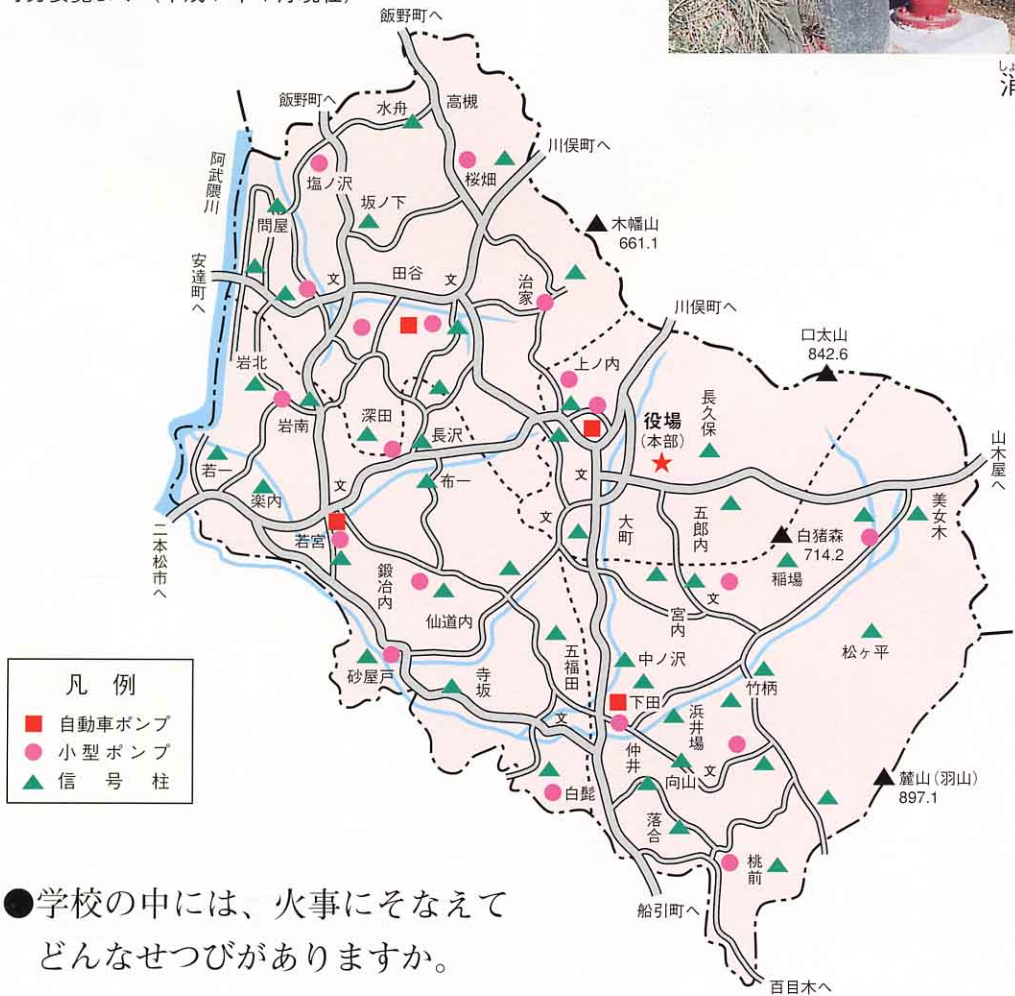 飯野町へ
飯野町へ
水舟
高槻
川俣町へ
阿武隈川
塩ノ沢
桜畑
問屋
坂ノ下
木幡山
661.1
安達町へ
文
田谷
文
治家
川俣町へ
口太山
842.6
岩北
上ノ内
役場
(本部)
長久保
岩南
深田
長沢
山木屋へ
若一
楽内
文
布一
文
文
大町
五郎内
白猪森
714.2
美女木
二本松市へ
若宮
鍛冶内
稲場
仙道内
宮内
文
五福田
中ノ沢
松ヶ平
砂屋戸
寺坂
下田
竹柄
文
仲井
浜井場
向山
文
白髭
落合
麓山(羽山)
897.1
桃前
船引町へ
百目木へ
凡例
自動車ポンプ
小型ポンプ
信号柱
●学校の中には、火事にそなえて
どんなせつびがありますか。